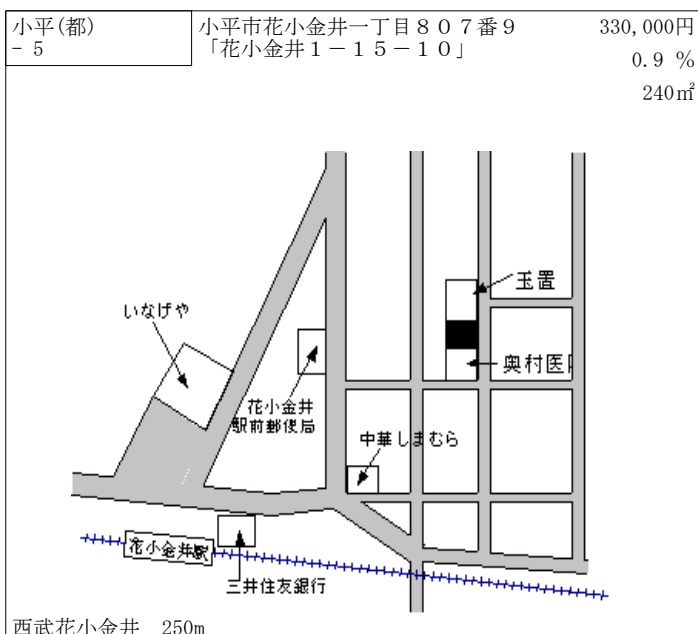 小平(都)
- 5
小平市花小金井一丁目８０７番９
「花小金井１－１５－１０」
330,000円
0.9 %
240㎡
玉置
いなげや
奥村医
花小金井
駅前郵便局
中華しまむら
花小金井駅
三井住友銀行
西武花小金井 250m